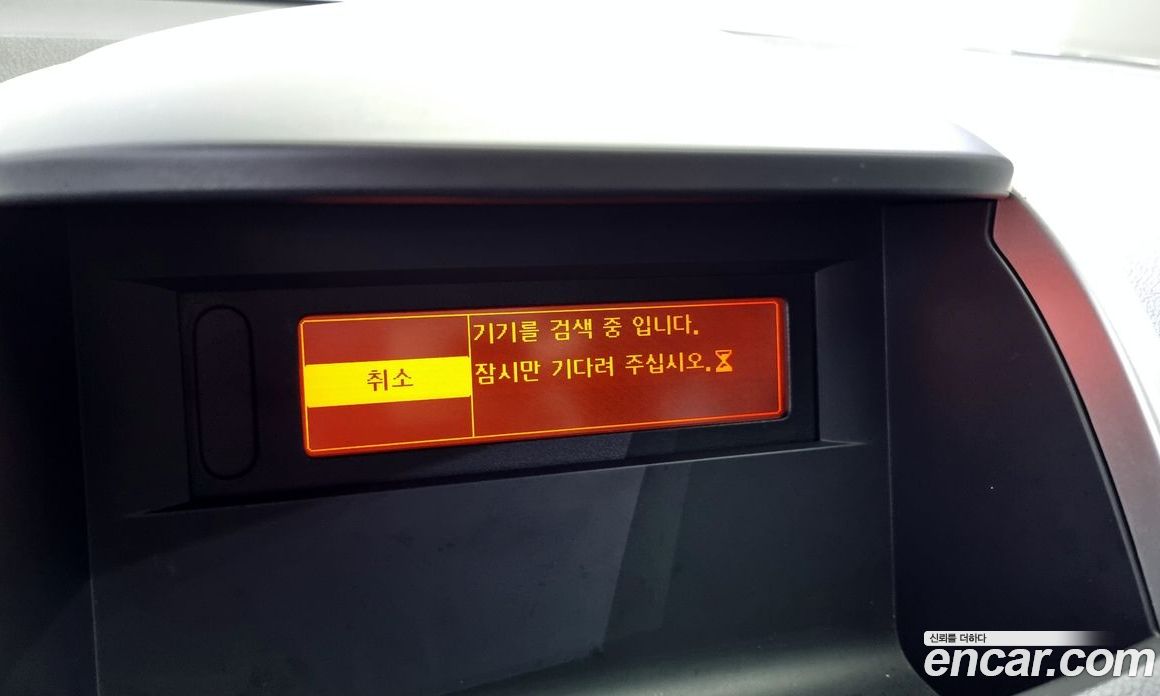 취소
기기를 검색 중 입니다.
잠시만 기다려 주십시오.
신뢰를 더하다
encar.com